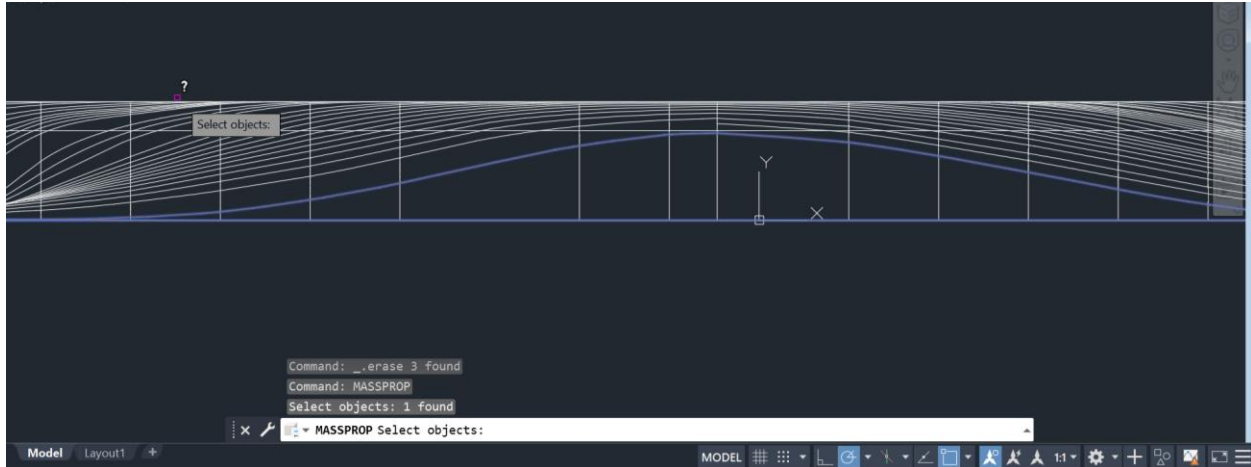 ?
Select objects:
Y
X
Command: _.erase 3 found
Command: MASSPROP
Select objects: 1 found
MASSPROP Select objects:
Model Layout1 +
MODEL 1:1